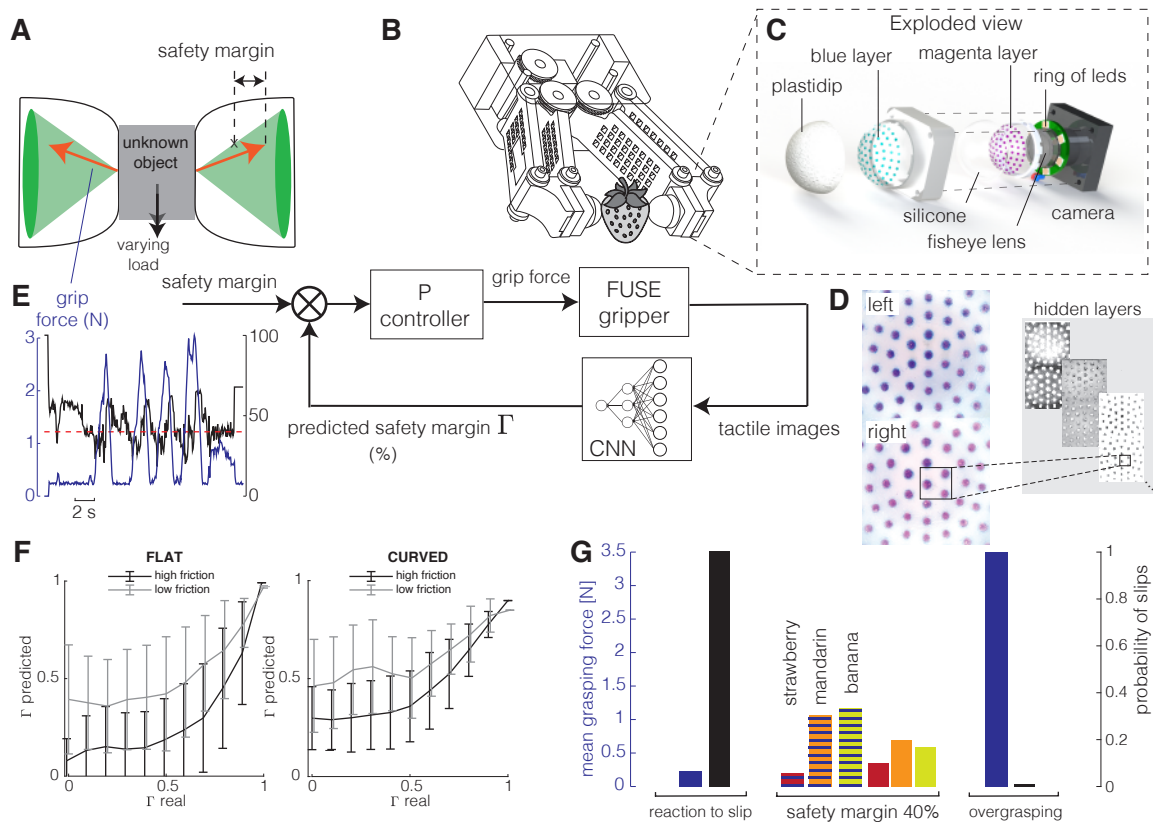 A
safety margin
x
x
unknown
object
varying
load
B
C
Exploded view
plastidip
blue layer
magenta layer
ring of leds
silicone
fisheye lens
camera
D
left
right
hidden layers
E
grip
force (N)
3
2
1
0
100
50
0
2 s
safety margin
P
controller
grip force
FUSE
gripper
CNN
tactile images
predicted safety margin Γ
(%)
F
FLAT
high friction
low friction
Γ predicted
1
0.5
0
0
0.5
1
Γ real
CURVED
high friction
low friction
Γ predicted
1
0.5
0
0
0.5
1
Γ real
G
mean grasping force [N]
3.5
3
2.5
2
1.5
1
0.5
0
strawberry
mandarin
banana
reaction to slip
safety margin 40%
overgrasping
1
0.8
0.6
0.4
0.2
0
probability of slips